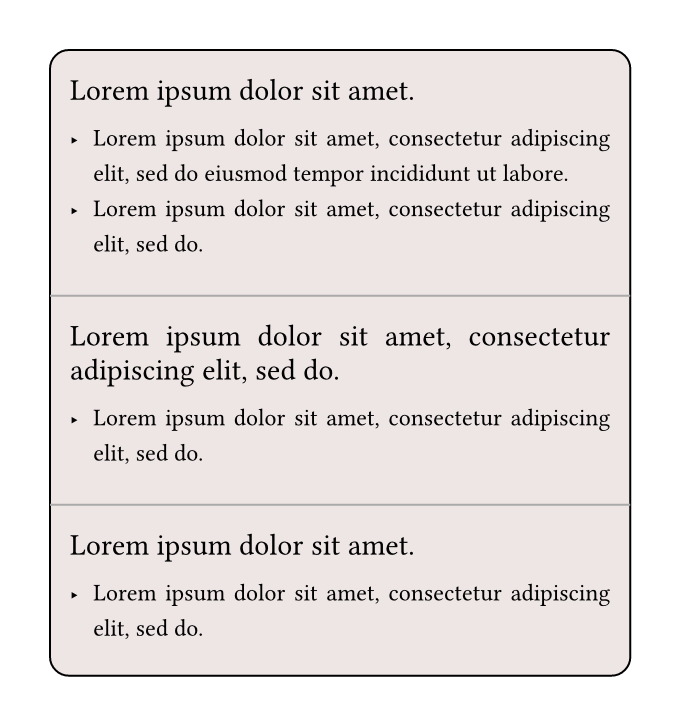 Lorem ipsum dolor sit amet.
‣ Lorem ipsum dolor sit amet, consectetur adipiscing
elit, sed do eiusmod tempor incididunt ut labore.
‣ Lorem ipsum dolor sit amet, consectetur adipiscing
elit, sed do.
Lorem ipsum dolor sit amet, consectetur
adipiscing elit, sed do.
‣ Lorem ipsum dolor sit amet, consectetur adipiscing
elit, sed do.
Lorem ipsum dolor sit amet.
‣ Lorem ipsum dolor sit amet, consectetur adipiscing
elit, sed do.